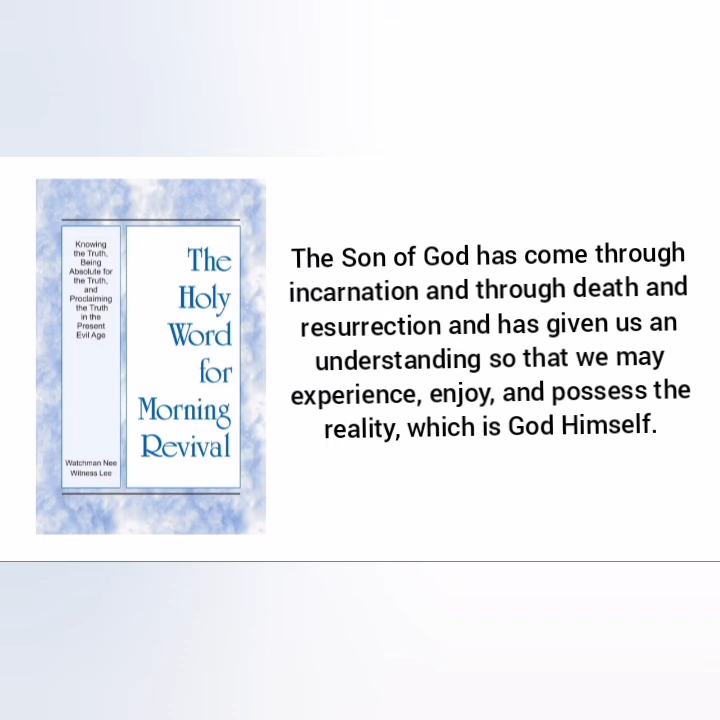 Knowing
the Truth,
Being
Absolute for
the Truth,
and
Proclaiming
the Truth
in the
Present
Evil Age
Watchman Nee
Witness Lee
The
Holy
Word
for
Morning
Revival
The Son of God has come through
incarnation and through death and
resurrection and has given us an
understanding so that we may
experience, enjoy, and possess the
reality, which is God Himself.